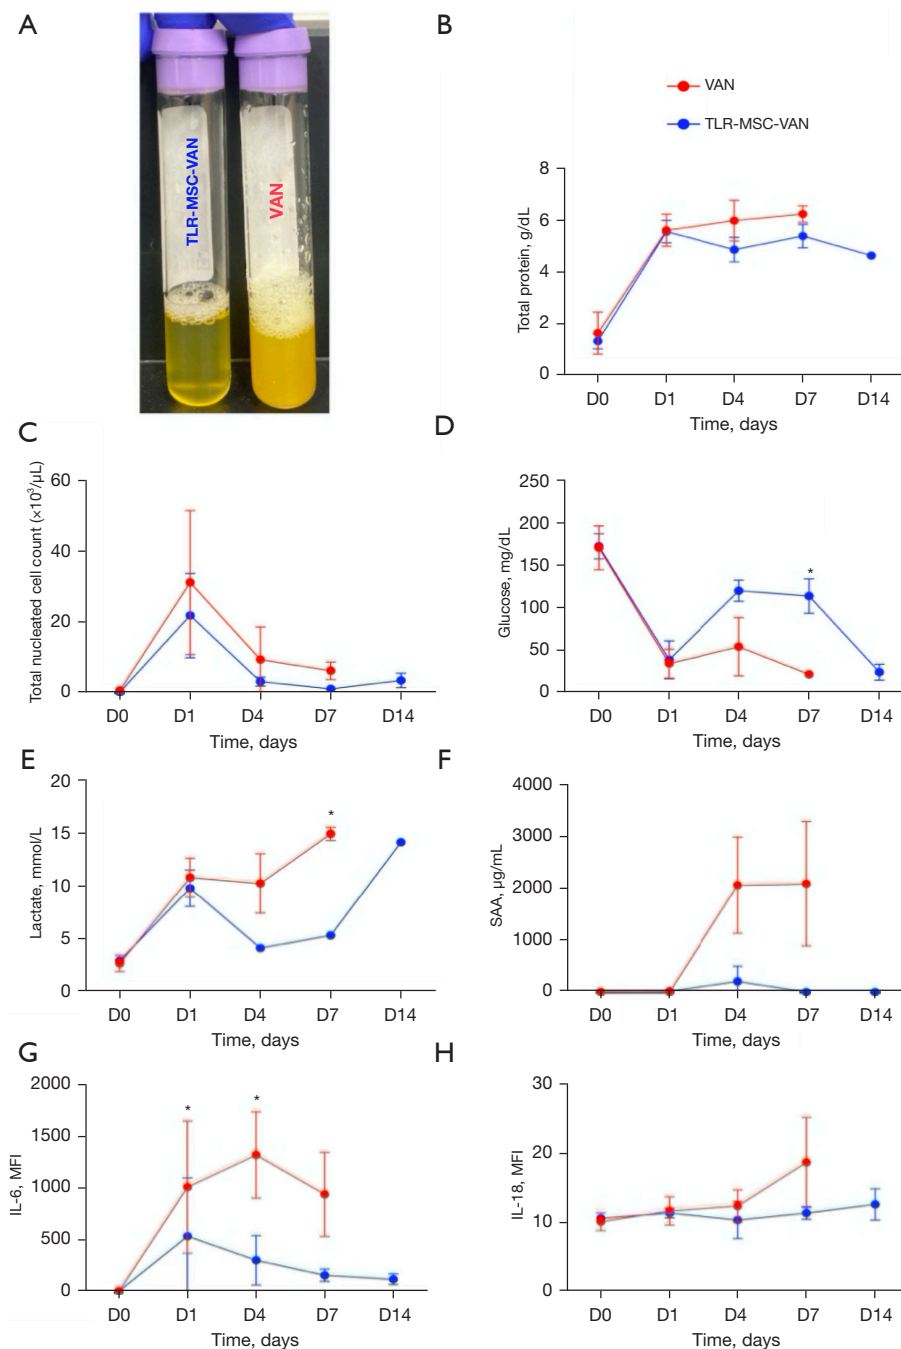 A
TLR-MSC-VAN
VAN
B
VAN
TLR-MSC-VAN
Total protein, g/dL
8
6
4
2
0
D0 D1 D4 D7 D14
Time, days
C
Total nucleated cell count (×10³/μL)
60
40
20
0
D0 D1 D4 D7 D14
Time, days
D
Glucose, mg/dL
250
200
150
100
50
0
*
D0 D1 D4 D7 D14
Time, days
E
Lactate, mmol/L
20
15
10
5
0
*
D0 D1 D4 D7 D14
Time, days
F
SAA, μg/mL
4000
3000
2000
1000
0
D0 D1 D4 D7 D14
Time, days
G
IL-6, MFI
2000
1500
1000
500
0
* *
D0 D1 D4 D7 D14
Time, days
H
IL-18, MFI
30
20
10
0
D0 D1 D4 D7 D14
Time, days